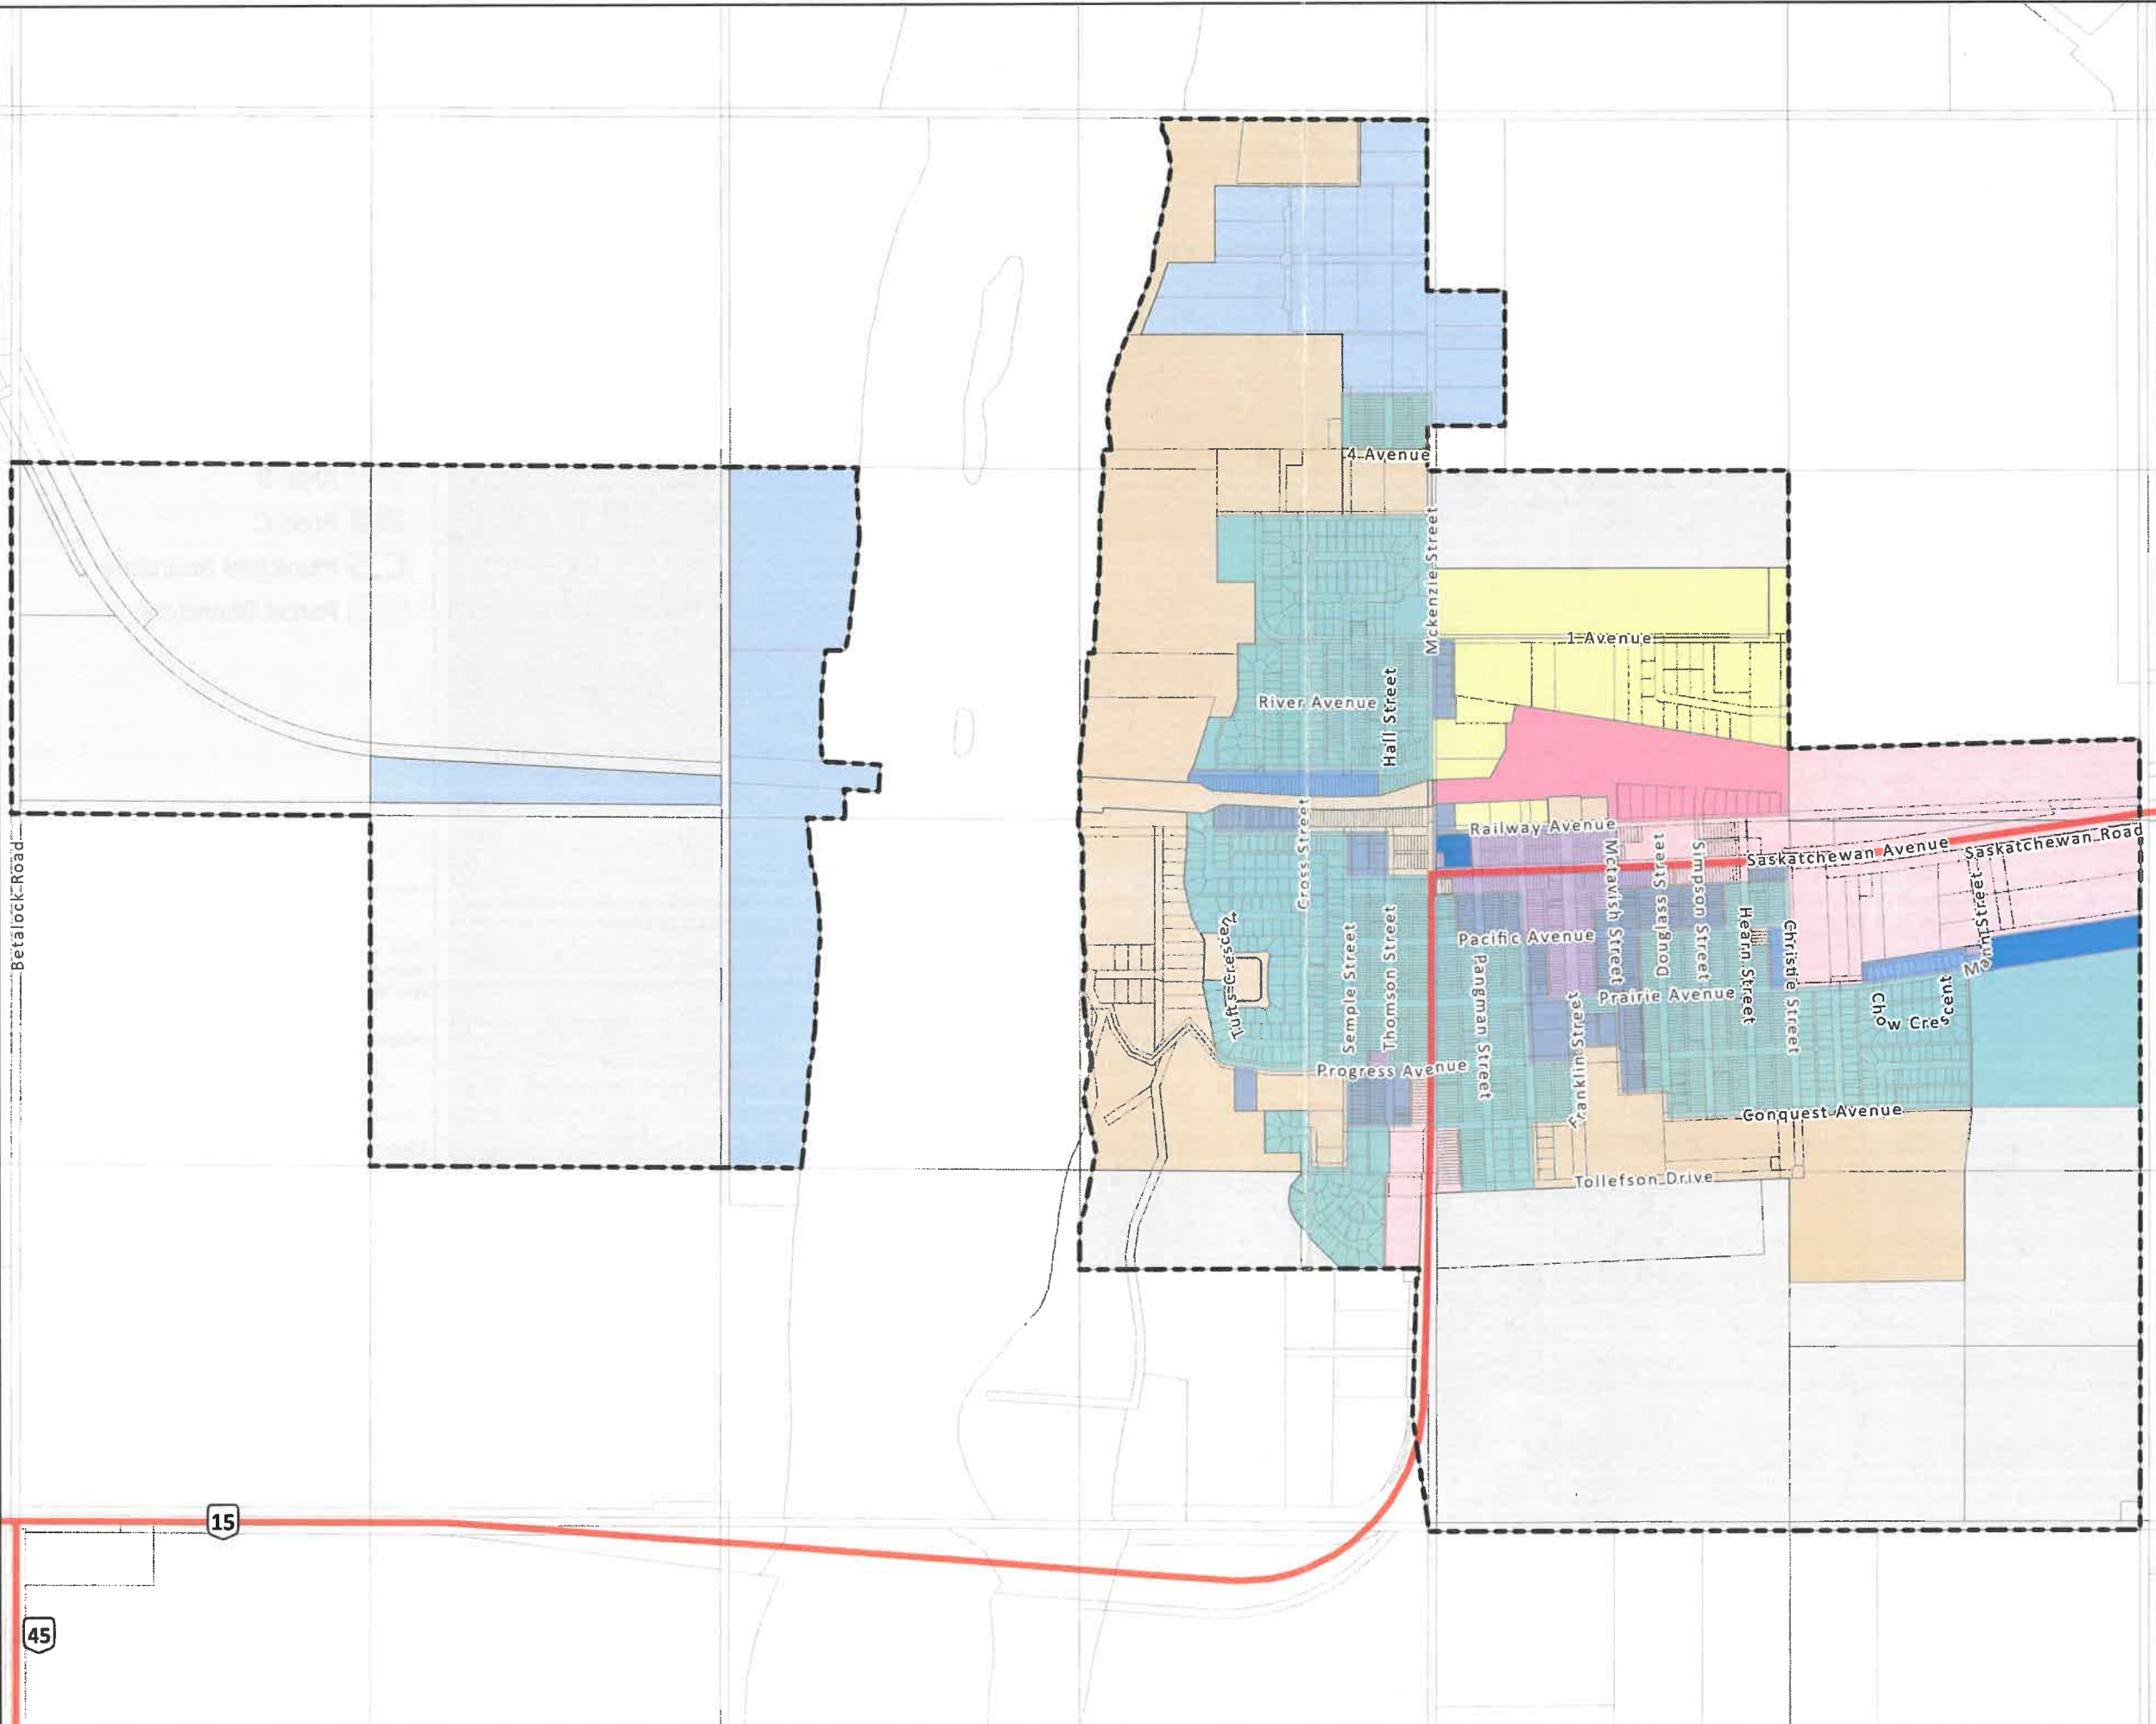 4 Avenue
Mckenzie Street
1 Avenue
River Avenue
Hall Street
Cross Street
Railway Avenue
Saskatchewan Avenue
Saskatchewan Road
Betalock Road
Mctavish Street
Douglas Street
Simpson Street
Hearn Street
Christie Street
Mann Street
Pacific Avenue
Prairie Avenue
Tufts Crescent
Semple Street
Thomson Street
Pangman Street
Franklin Street
Chow Crescent
Progress Avenue
Conquest Avenue
Tollefson Drive
15
45